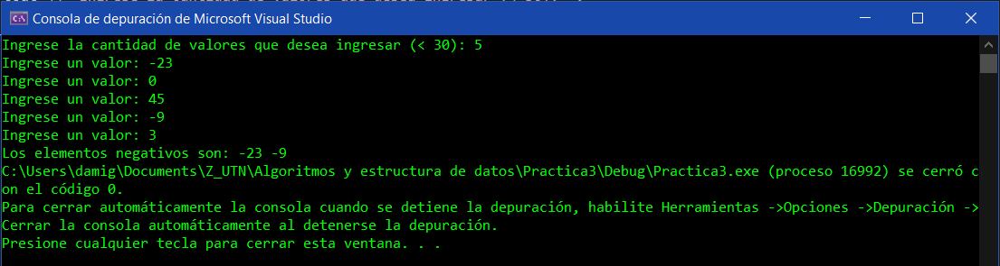 Consola de depuración de Microsoft Visual Studio
Ingrese la cantidad de valores que desea ingresar (< 30): 5
Ingrese un valor: -23
Ingrese un valor: 0
Ingrese un valor: 45
Ingrese un valor: -9
Ingrese un valor: 3
Los elementos negativos son: -23 -9
C:\Users\damig\Documents\Z_UTN\Algoritmos y estructura de datos\Practica3\Debug\Practica3.exe (proceso 16992) se cerró c
on el código 0.
Para cerrar automáticamente la consola cuando se detiene la depuración, habilite Herramientas ->Opciones ->Depuración ->
Cerrar la consola automáticamente al detenerse la depuración.
Presione cualquier tecla para cerrar esta ventana. . .